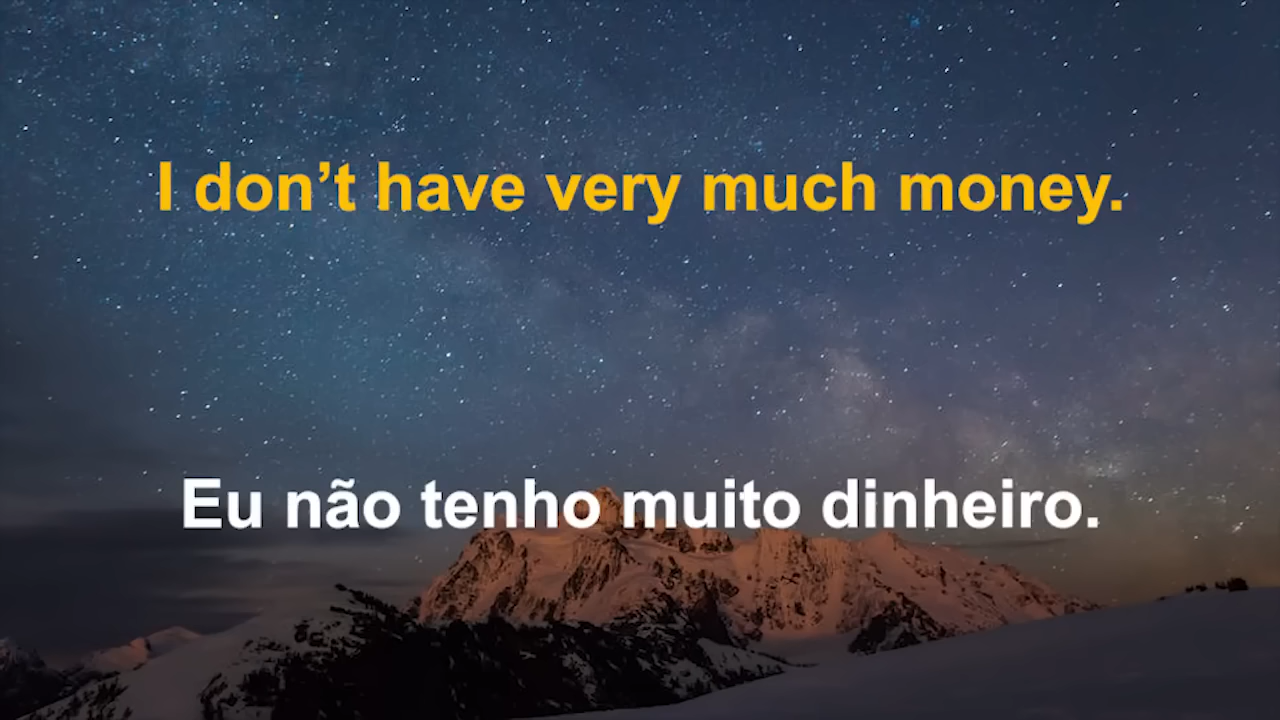 I don’t have very much money.
Eu não tenho muito dinheiro.